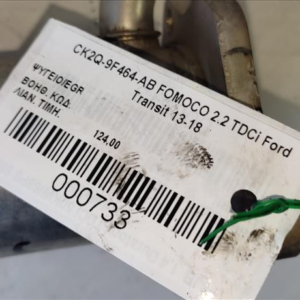 CK2Q-9F464-AB FOMOCO 2.2 TDCi Ford
Transit 13-18
ΨΥΓΕΙΟ/EGR
ΒΟΗΘ. ΚΩΔ:
ΛΙΑΝ. ΤΙΜΗ.
124,00
000733